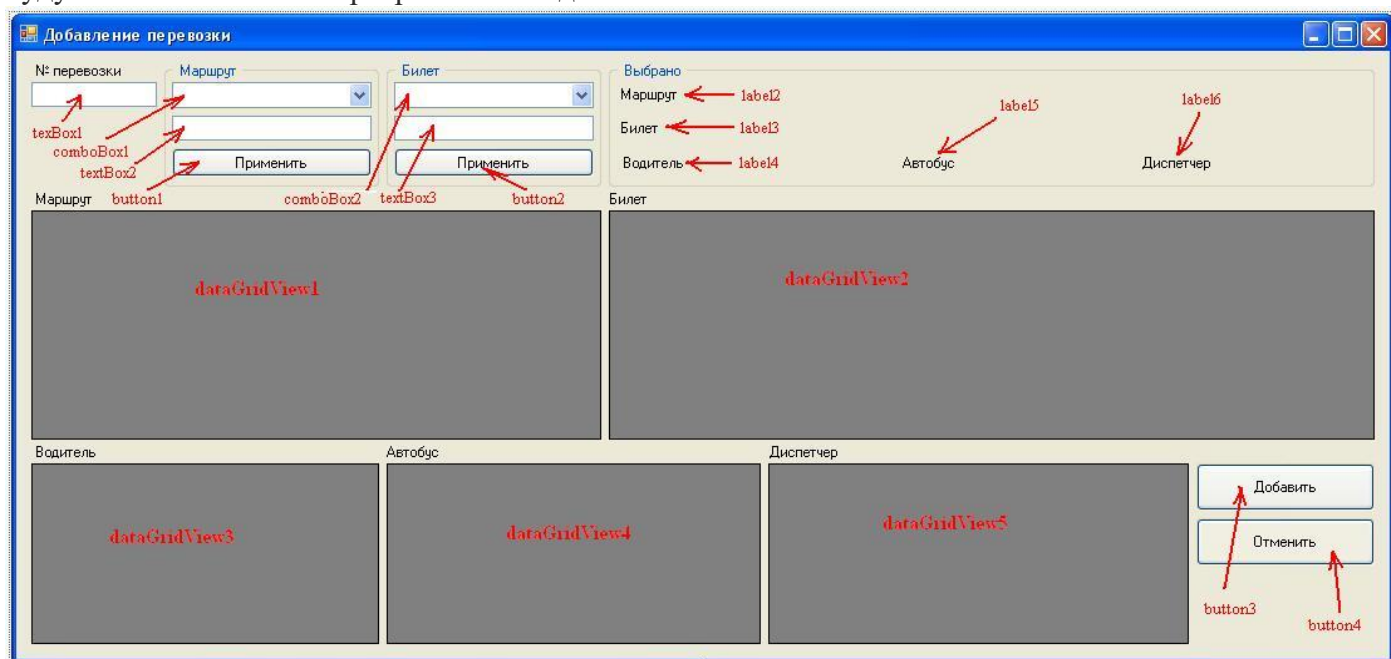 Добавление перевозки
№ перевозки Маршрут Билет Выбрано
Маршрут label2
texBox1
Билет label3
label5 label6
comboBox1
textBox2
Применить Применить
Водитель label4 Автобус Диспетчер
Маршрут button1 comboBox2 textBox3 button2 Билет
dataGridView1 dataGridView2
Водитель Автобус Диспетчер
Добавить
dataGridView3 dataGridView4 dataGridView5
Отменить
button3
button4